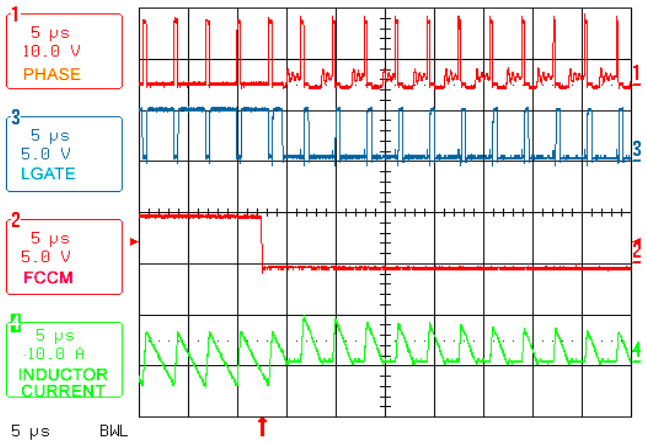 1
5 µs
10.0 V
PHASE
1
3
5 µs
5.0 V
LGATE
3
2
5 µs
5.0 V
FCCM
2
4
5 µs
10.0 A
INDUCTOR
CURRENT
4
5 µs BWL